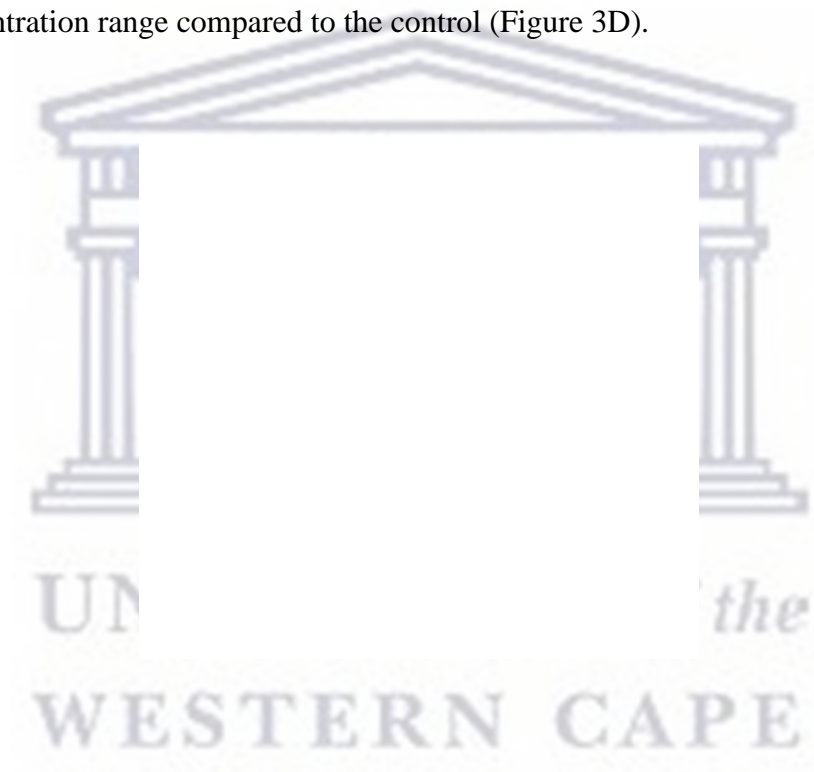 ntration range compared to the control (Figure 3D).
UN the
WESTERN CAPE